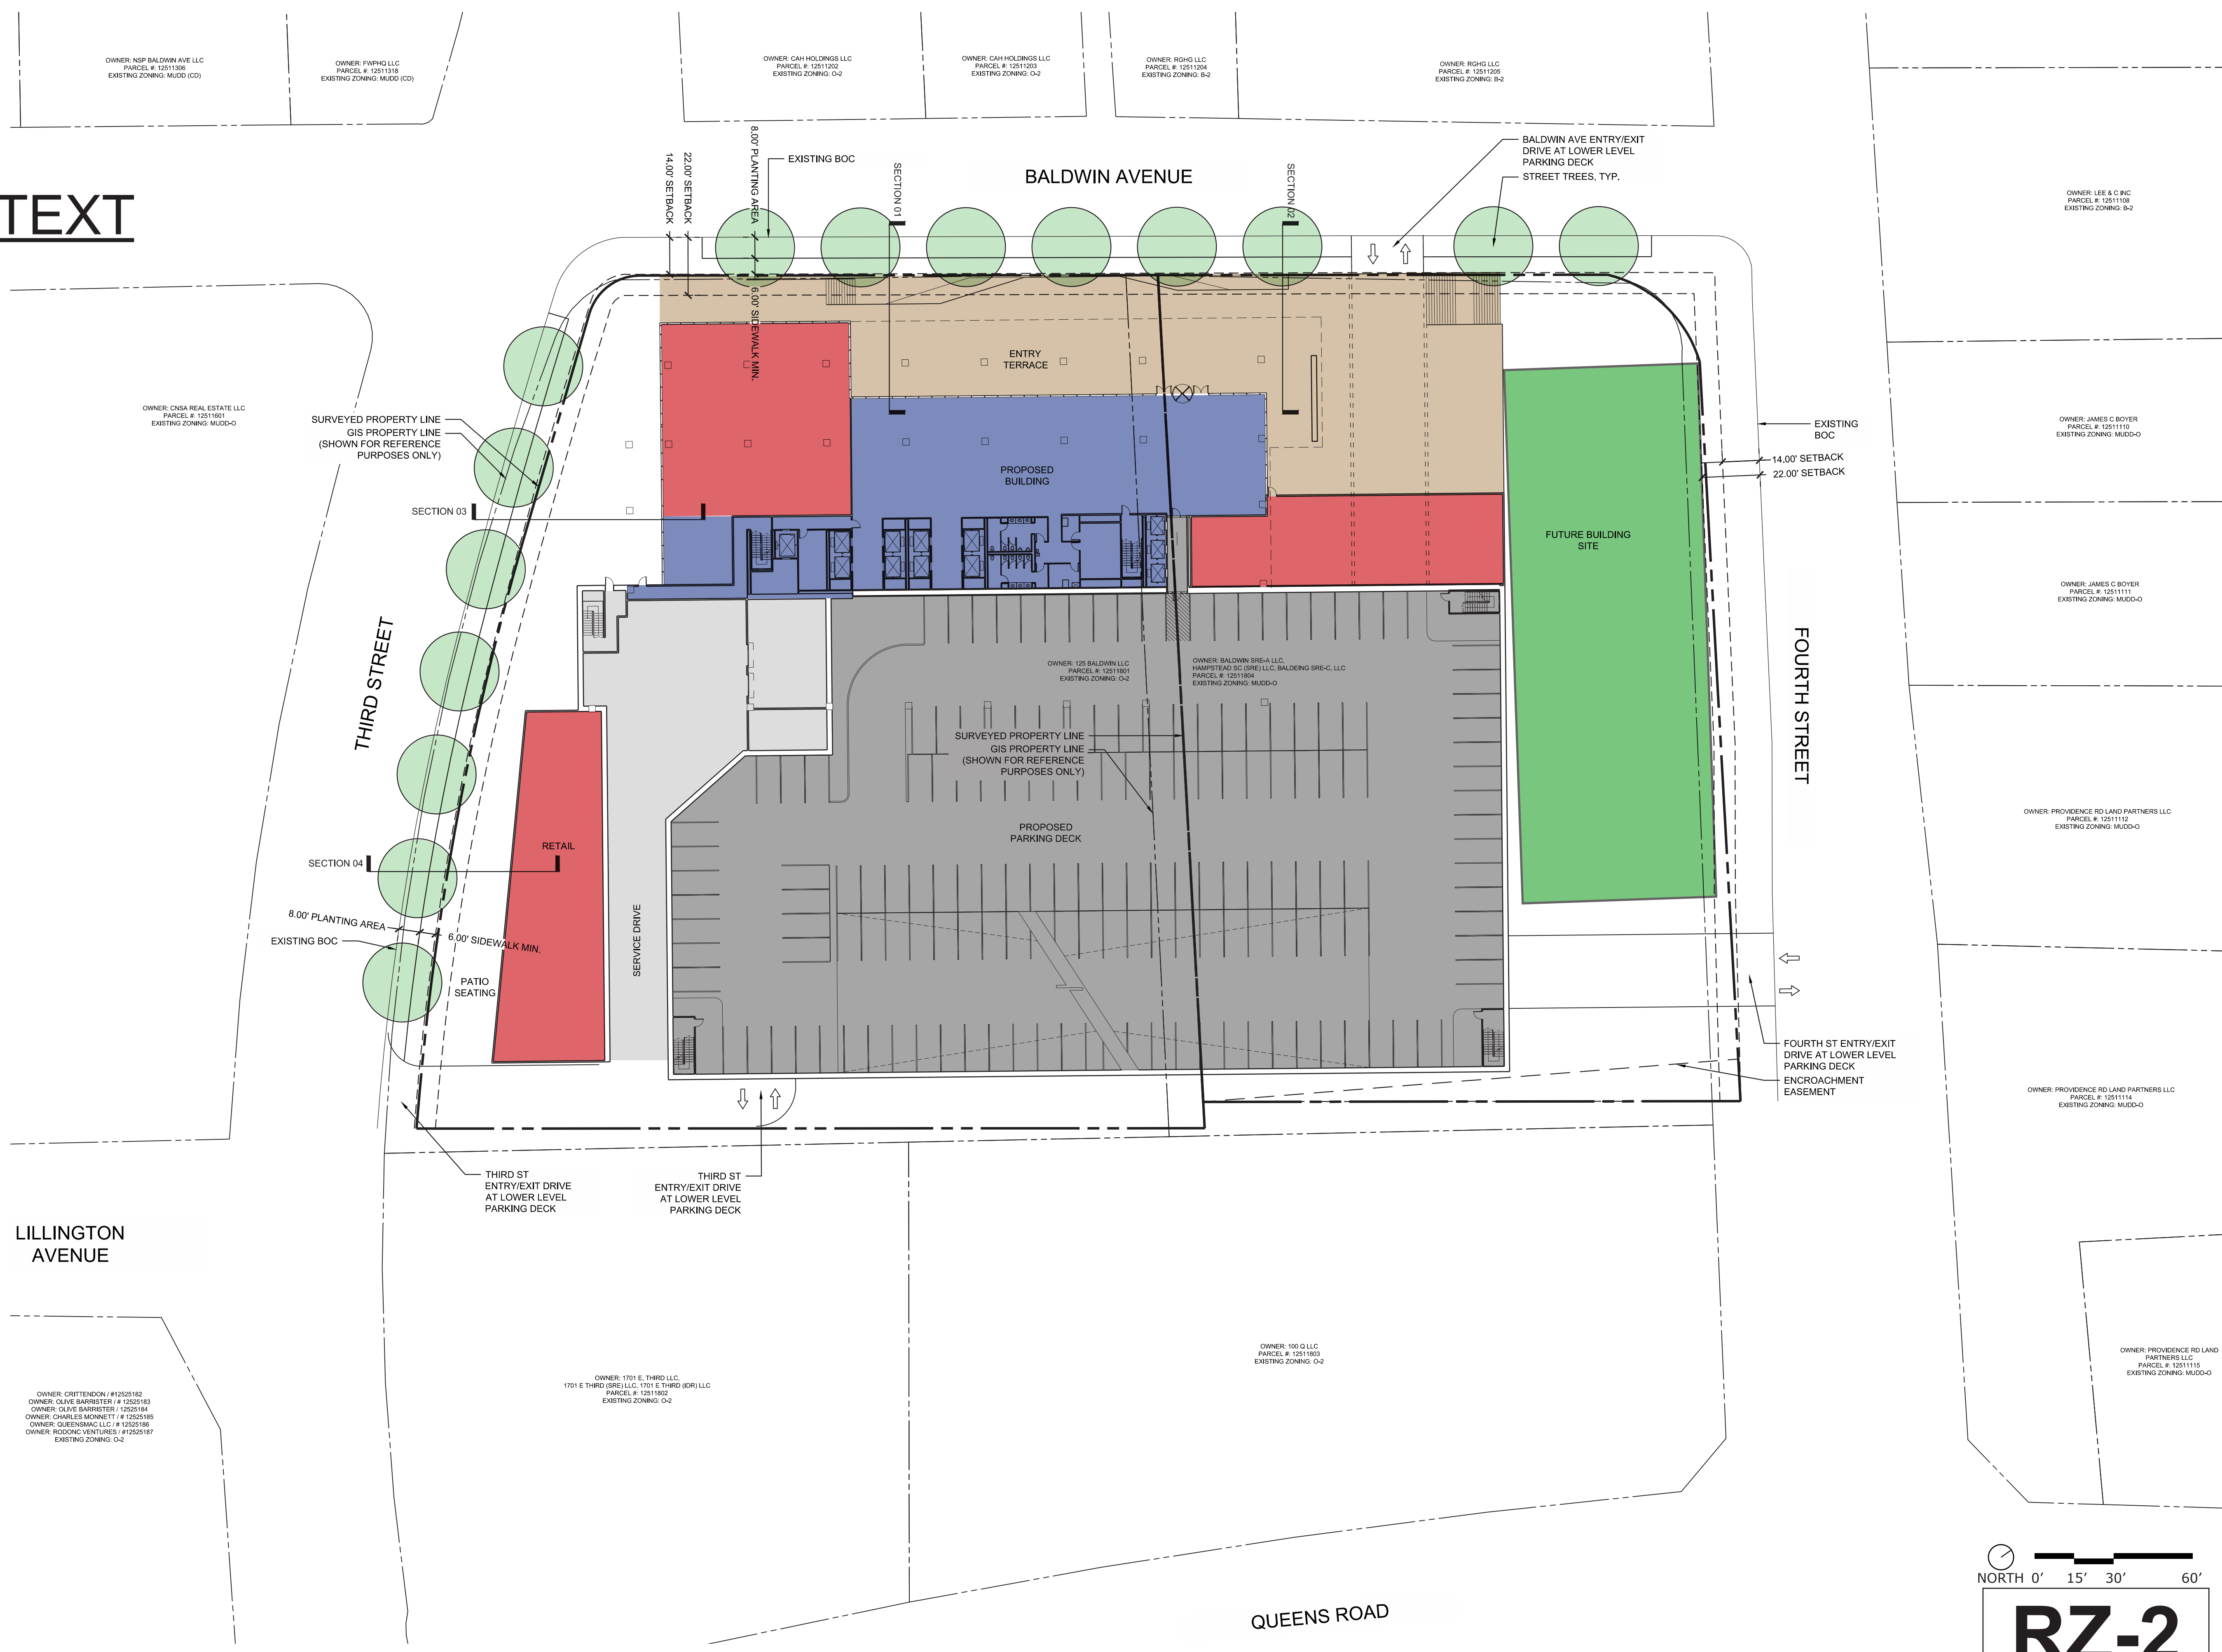 OWNER: NSP BALDWIN AVE LLC
PARCEL #: 12511306
EXISTING ZONING: MUDD (CD)
OWNER: FWPHQ LLC
PARCEL #: 12511318
EXISTING ZONING: MUDD (CD)
OWNER: CAH HOLDINGS LLC
PARCEL #: 12511202
EXISTING ZONING: O-2
OWNER: CAH HOLDINGS LLC
PARCEL #: 12511203
EXISTING ZONING: O-2
OWNER: RGHG LLC
PARCEL #: 12511204
EXISTING ZONING: B-2
OWNER: RGHG LLC
PARCEL #: 12511205
EXISTING ZONING: B-2
TEXT
14.00' SETBACK
22.00' SETBACK
8.00' PLANTING AREA
6.00' SIDEWALK MIN.
EXISTING BOC
SECTION 01
BALDWIN AVENUE
SECTION 02
BALDWIN AVE ENTRY/EXIT
DRIVE AT LOWER LEVEL
PARKING DECK
STREET TREES, TYP.
OWNER: LEE & C INC
PARCEL #: 12511108
EXISTING ZONING: B-2
ENTRY
TERRACE
OWNER: CNSA REAL ESTATE LLC
PARCEL #: 12511601
EXISTING ZONING: MUDD-O
SURVEYED PROPERTY LINE
GIS PROPERTY LINE
(SHOWN FOR REFERENCE
PURPOSES ONLY)
SECTION 03
PROPOSED
BUILDING
FUTURE BUILDING
SITE
EXISTING
BOC
14.00' SETBACK
22.00' SETBACK
OWNER: JAMES C BOYER
PARCEL #: 12511110
EXISTING ZONING: MUDD-O
OWNER: JAMES C BOYER
PARCEL #: 12511111
EXISTING ZONING: MUDD-O
THIRD STREET
OWNER: 125 BALDWIN LLC
PARCEL #: 12511801
EXISTING ZONING: O-2
OWNER: BALDWIN SRE-A LLC,
HAMPSTEAD SC (SRE) LLC, BALDEING SRE-C, LLC
PARCEL #: 12511804
EXISTING ZONING: MUDD-O
FOURTH STREET
SURVEYED PROPERTY LINE
GIS PROPERTY LINE
(SHOWN FOR REFERENCE
PURPOSES ONLY)
PROPOSED
PARKING DECK
OWNER: PROVIDENCE RD LAND PARTNERS LLC
PARCEL #: 12511112
EXISTING ZONING: MUDD-O
RETAIL
SECTION 04
8.00' PLANTING AREA
EXISTING BOC
6.00' SIDEWALK MIN.
PATIO
SEATING
SERVICE DRIVE
FOURTH ST ENTRY/EXIT
DRIVE AT LOWER LEVEL
PARKING DECK
ENCROACHMENT
EASEMENT
OWNER: PROVIDENCE RD LAND PARTNERS LLC
PARCEL #: 12511114
EXISTING ZONING: MUDD-O
THIRD ST
ENTRY/EXIT DRIVE
AT LOWER LEVEL
PARKING DECK
THIRD ST
ENTRY/EXIT DRIVE
AT LOWER LEVEL
PARKING DECK
LILLINGTON
AVENUE
OWNER: CRITTENDON / #12525182
OWNER: OLIVE BARRISTER / # 12525183
OWNER: OLIVE BARRISTER / 12525184
OWNER: CHARLES MONNETT / # 12525185
OWNER: QUEENSMAC LLC / # 12525186
OWNER: RODONC VENTURES / #12525187
EXISTING ZONING: O-2
OWNER: 1701 E, THIRD LLC,
1701 E THIRD (SRE) LLC, 1701 E THIRD (IDR) LLC
PARCEL #: 12511802
EXISTING ZONING: O-2
OWNER: 100 Q LLC
PARCEL #: 12511803
EXISTING ZONING: O-2
OWNER: PROVIDENCE RD LAND
PARTNERS LLC
PARCEL #: 12511115
EXISTING ZONING: MUDD-O
QUEENS ROAD
NORTH 0' 15' 30' 60'
RZ-2